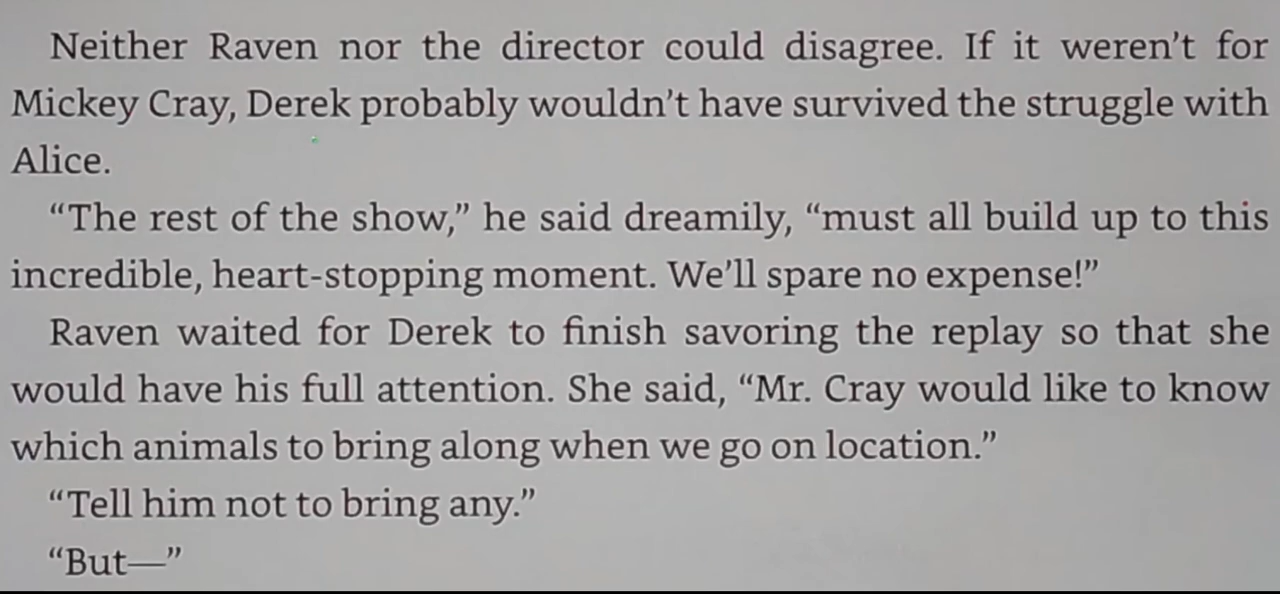 Neither Raven nor the director could disagree. If it weren’t for
Mickey Cray, Derek probably wouldn’t have survived the struggle with
Alice.
“The rest of the show,” he said dreamily, “must all build up to this
incredible, heart-stopping moment. We’ll spare no expense!”
Raven waited for Derek to finish savoring the replay so that she
would have his full attention. She said, “Mr. Cray would like to know
which animals to bring along when we go on location.”
“Tell him not to bring any.”
“But—”